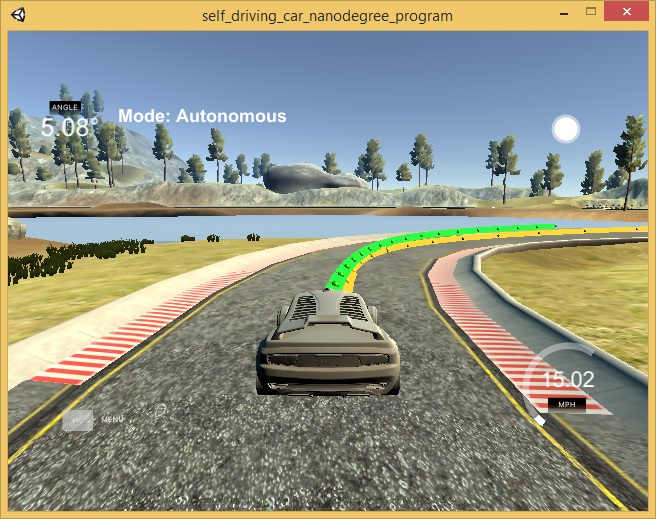 self_driving_car_nanodegree_program
ANGLE
5.08°
Mode: Autonomous
15.02
MPH
MENU